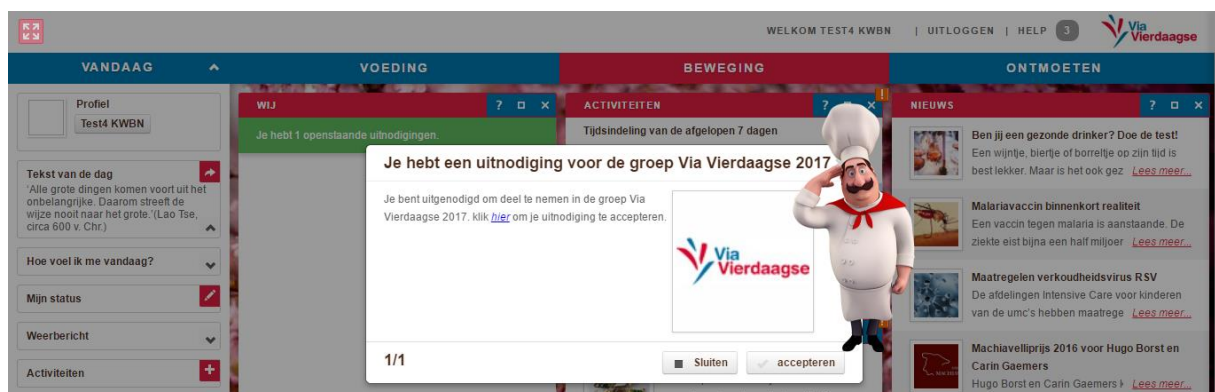 WELKOM TEST4 KWBN | UITLOGGEN | HELP 3
Via
Vierdaagse
VANDAAG
VOEDING
BEWEGING
ONTMOETEN
Profiel
Test4 KWBN
Tekst van de dag
'Alle grote dingen komen voort uit het
onbelangrijke. Daarom streeft de
wijze nooit naar het grote.'(Lao Tse,
circa 600 v. Chr.)
Hoe voel ik me vandaag?
Mijn status
Weerbericht
Activiteiten
WIJ
Je hebt 1 openstaande uitnodigingen.
ACTIVITEITEN
Tijdsindeling van de afgelopen 7 dagen
Je hebt een uitnodiging voor de groep Via Vierdaagse 2017
Je bent uitgenodigd om deel te nemen in de groep Via
Vierdaagse 2017. klik hier om je uitnodiging te accepteren.
Via
Vierdaagse
1/1
Sluiten
accepteren
NIEUWS
Ben jij een gezonde drinker? Doe de test!
Een wijntje, biertje of borreltje op zijn tijd is
best lekker. Maar is het ook gez Lees meer...
Malariavaccin binnenkort realiteit
Een vaccin tegen malaria is aanstaande. De
ziekte eist bijna een half miljoer Lees meer...
Maatregelen verkoudheidsvirus RSV
De afdelingen Intensive Care voor kinderen
van de umc's hebben maatrege Lees meer...
Machiavelliprijs 2016 voor Hugo Borst en
Carin Gaemers
Hugo Borst en Carin Gaemers Lees meer...